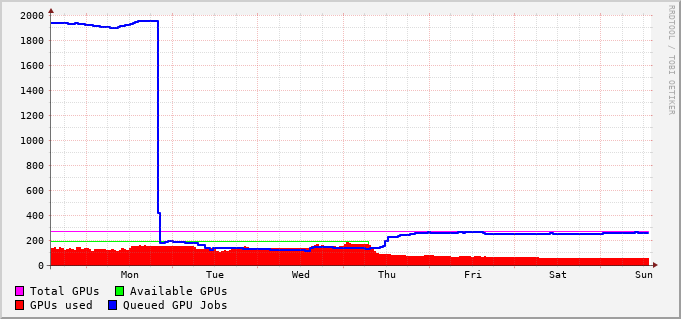 2000
1800
1600
1400
1200
1000
800
600
400
200
0
Mon Tue Wed Thu Fri Sat Sun
Total GPUs Available GPUs
GPUs used Queued GPU Jobs
RRDTOOL / TOBI OETIKER